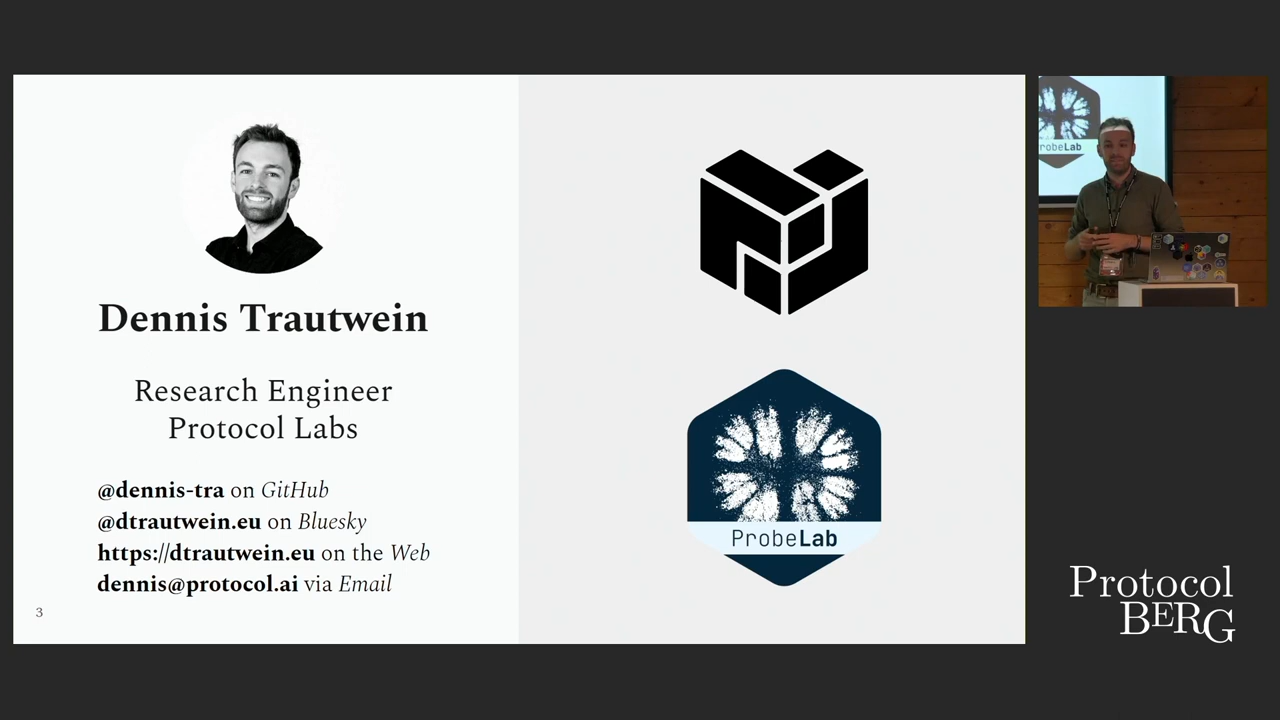 Dennis Trautwein
Research Engineer
Protocol Labs
@dennis-tra on GitHub
@dtrautwein.eu on Bluesky
https://dtrautwein.eu on the Web
dennis@protocol.ai via Email
3
ProbeLab
robeLab
Protocol
BERG